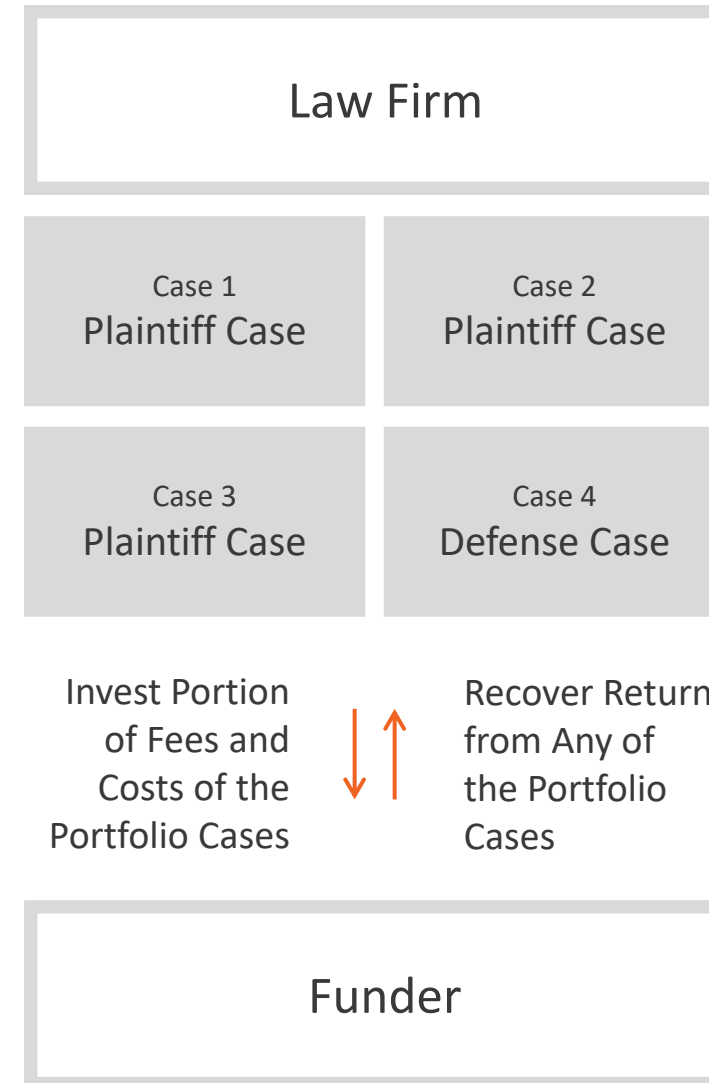 Law Firm
Case 1
Plaintiff Case
Case 2
Plaintiff Case
Case 3
Plaintiff Case
Case 4
Defense Case
Invest Portion
of Fees and
Costs of the
Portfolio Cases
Recover Return
from Any of
the Portfolio
Cases
Funder